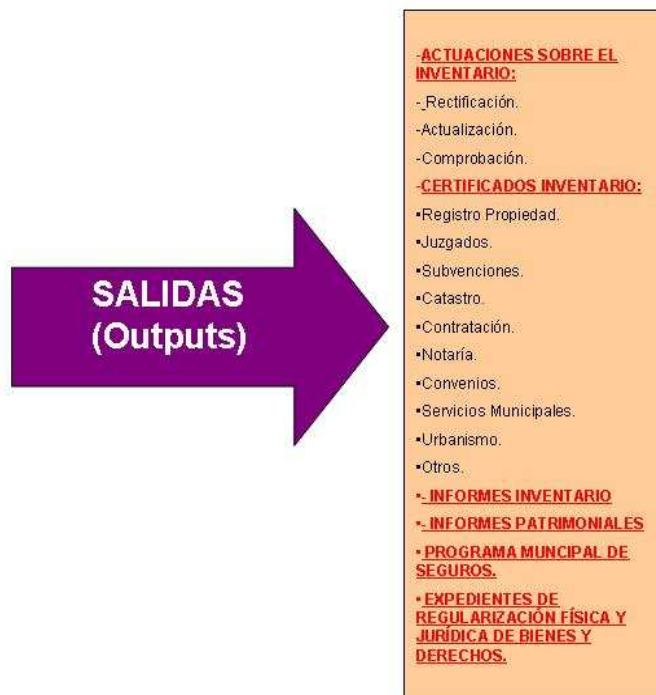 SALIDAS
(Outputs)
-ACTUACIONES SOBRE EL
INVENTARIO:
- Rectificación.
-Actualización.
-Comprobación.
-CERTIFICADOS INVENTARIO:
▪Registro Propiedad.
▪Juzgados.
▪Subvenciones.
▪Catastro.
▪Contratación.
▪Notaría.
▪Convenios.
▪Servicios Municipales.
▪Urbanismo.
▪Otros.
▪- INFORMES INVENTARIO
▪- INFORMES PATRIMONIALES
▪ PROGRAMA MUNCIPAL DE
SEGUROS.
▪ EXPEDIENTES DE
REGULARIZACIÓN FÍSICA Y
JURÍDICA DE BIENES Y
DERECHOS.